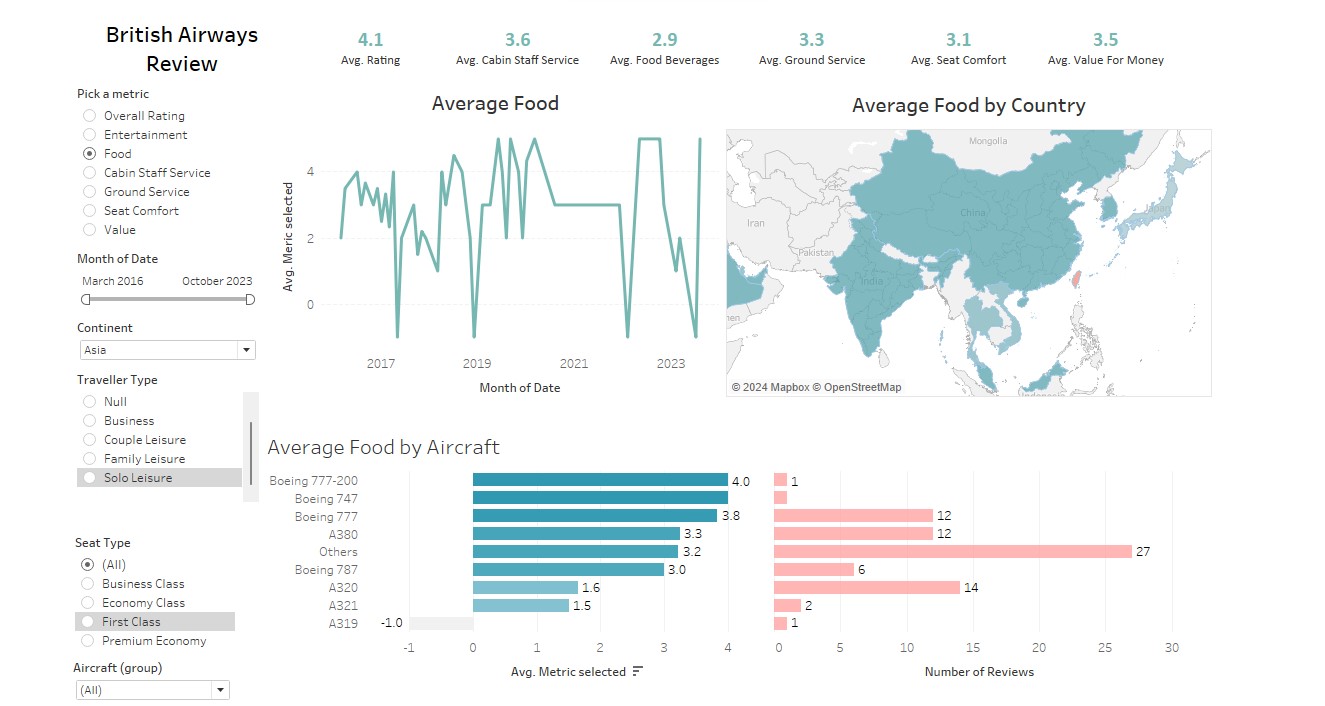 British Airways
Review
4.1
Avg. Rating
3.6
Avg. Cabin Staff Service
2.9
Avg. Food Beverages
3.3
Avg. Ground Service
3.1
Avg. Seat Comfort
3.5
Avg. Value For Money
Pick a metric
Overall Rating
Entertainment
Food
Cabin Staff Service
Ground Service
Seat Comfort
Value
Month of Date
March 2016 October 2023
Continent
Asia
Traveller Type
Null
Business
Couple Leisure
Family Leisure
Solo Leisure
Seat Type
(All)
Business Class
Economy Class
First Class
Premium Economy
Aircraft (group)
(All)
Average Food
Avg. Meric selected
4
2
0
2017 2019 2021 2023
Month of Date
Average Food by Country
Mongolia
China
Iran
Pakistan
India
Japan
© 2024 Mapbox © OpenStreetMap
Average Food by Aircraft
Boeing 777-200 4.0 1
Boeing 747
Boeing 777 3.8 12
A380 3.3 12
Others 3.2 27
Boeing 787 3.0 6
A320 1.6 14
A321 1.5 2
A319 -1.0 1
-1 0 1 2 3 4 0 5 10 15 20 25 30
Avg. Metric selected Number of Reviews